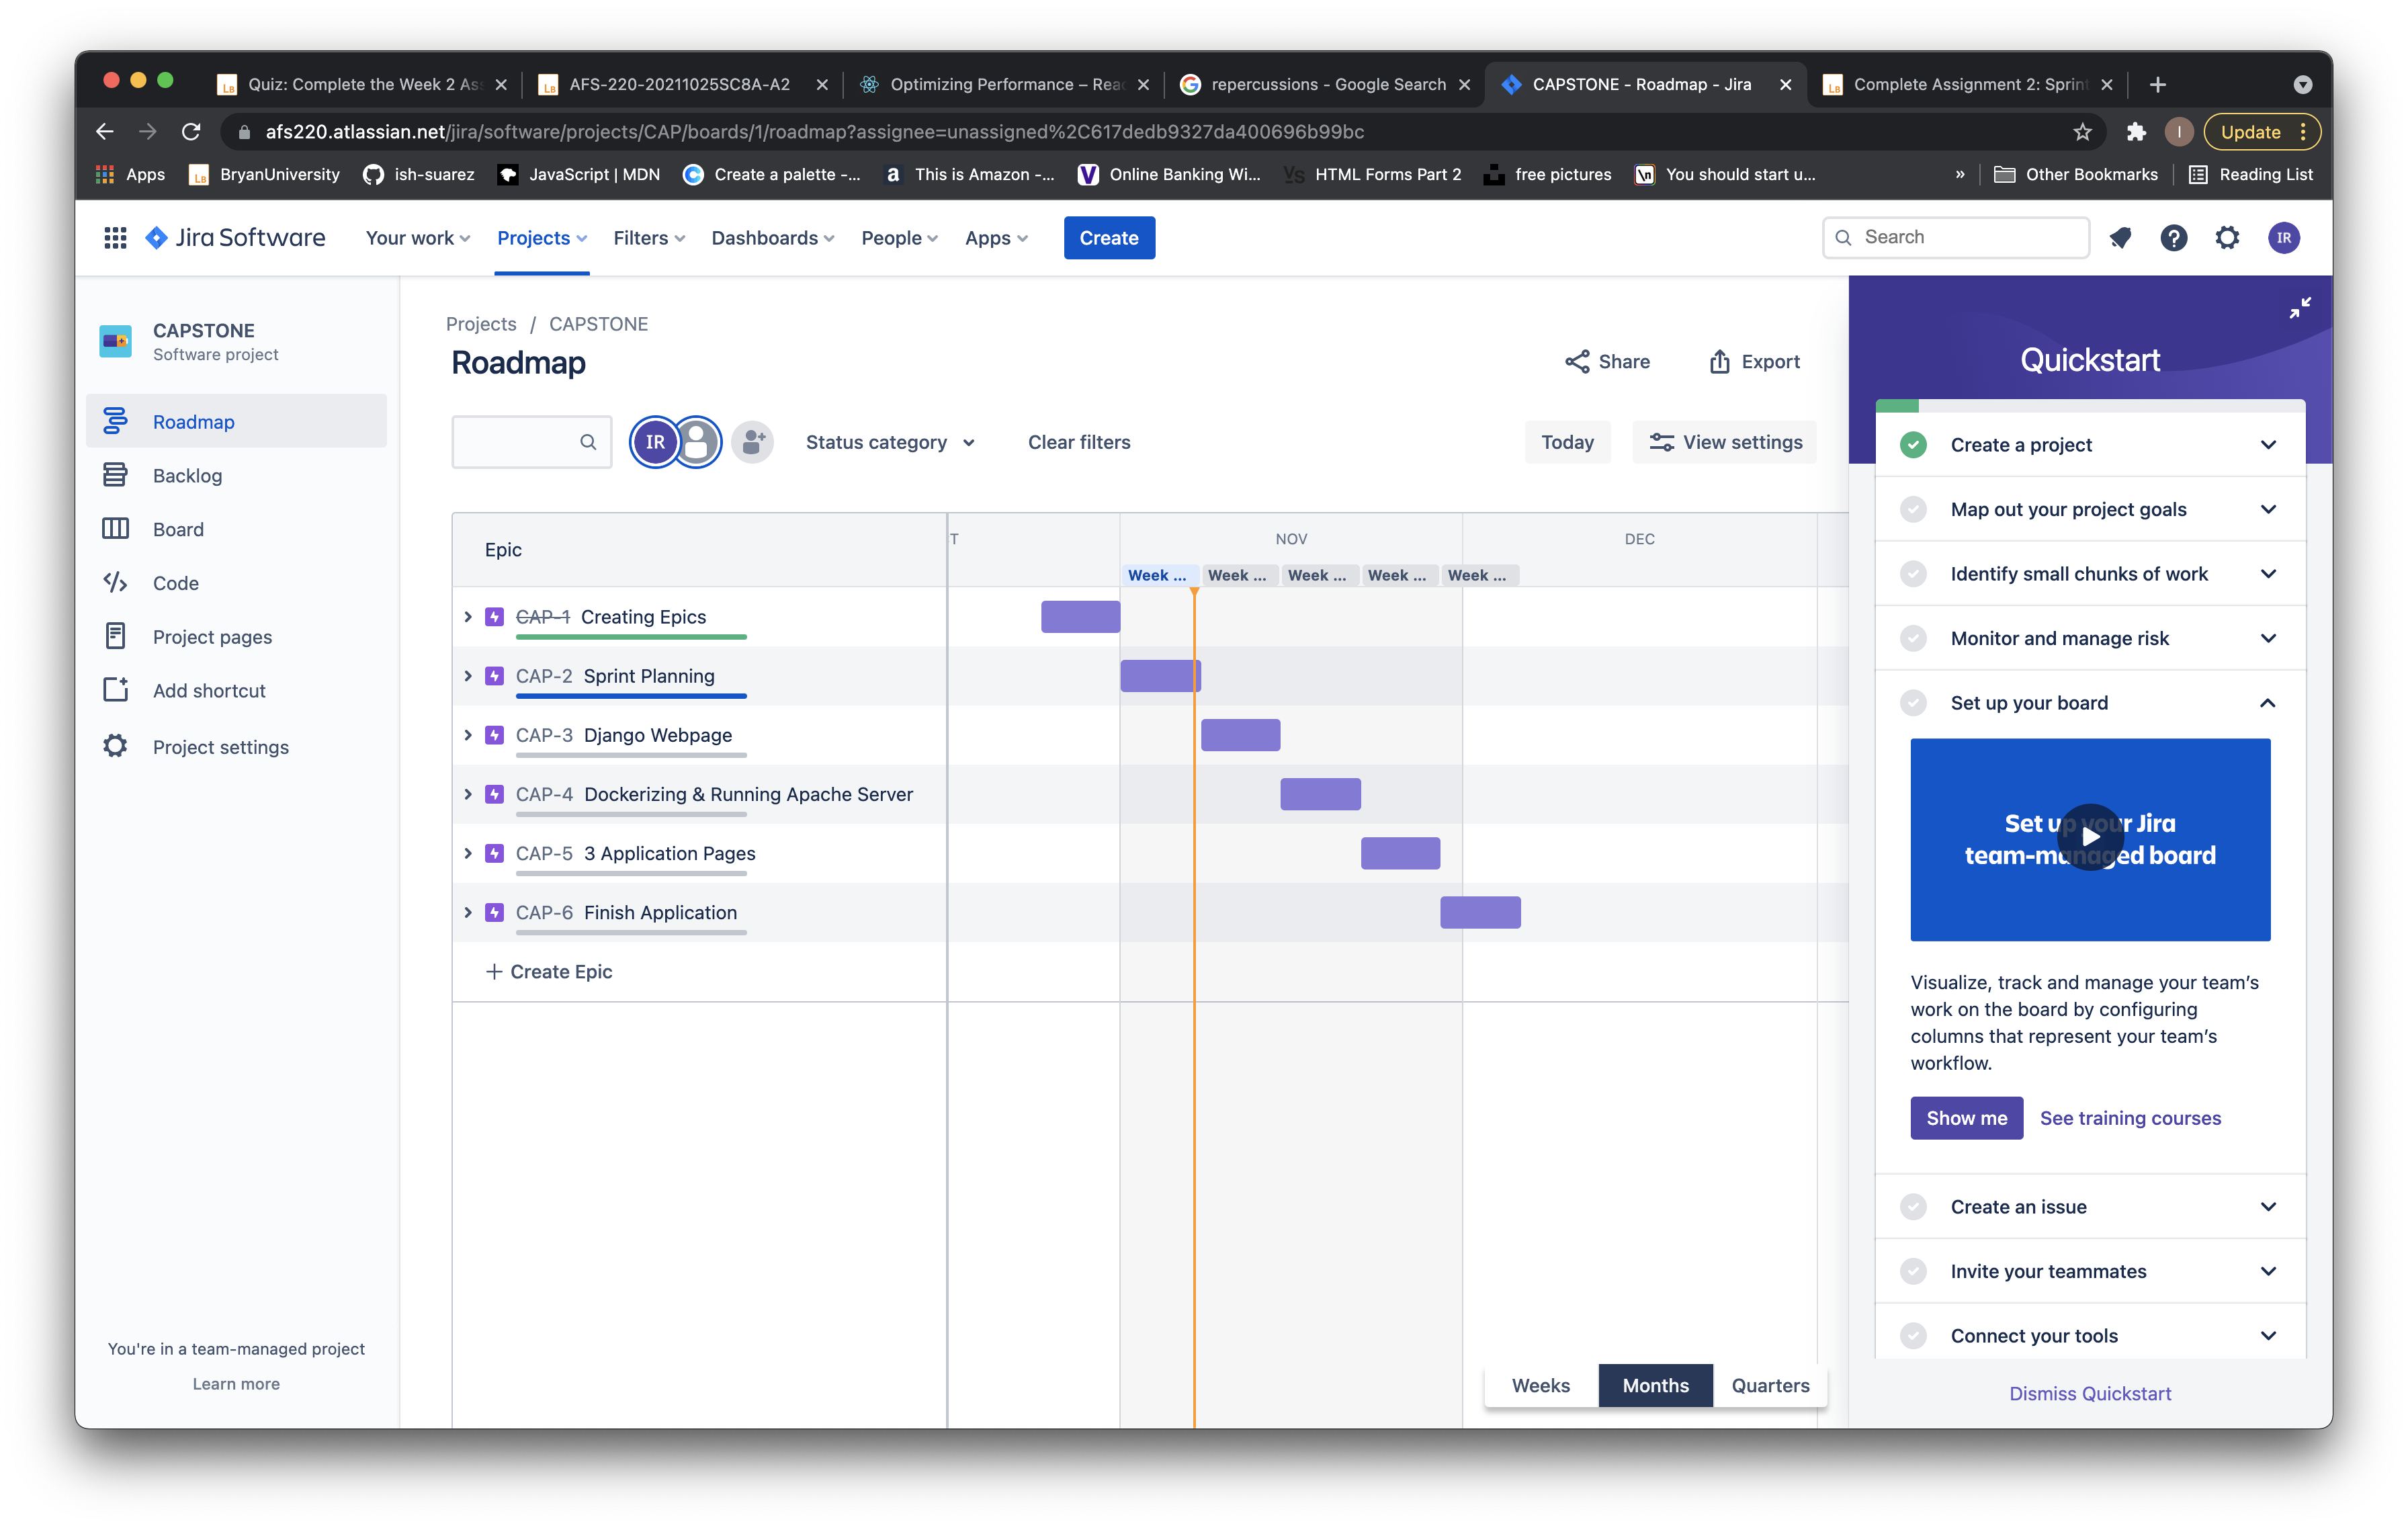 Quiz: Complete the Week 2 Ass
AFS-220-20211025SC8A-A2
Optimizing Performance – Reac
repercussions - Google Search
CAPSTONE - Roadmap - Jira
Complete Assignment 2: Sprint
afs220.atlassian.net/jira/software/projects/CAP/boards/1/roadmap?assignee=unassigned%2C617dedb9327da400696b99bc
I
Update
Apps
BryanUniversity
ish-suarez
JavaScript | MDN
Create a palette -...
This is Amazon -...
Online Banking Wi...
HTML Forms Part 2
free pictures
You should start u...
»
Other Bookmarks
Reading List
Jira Software
Your work
Projects
Filters
Dashboards
People
Apps
Create
Search
IR
CAPSTONE
Software project
Roadmap
Backlog
Board
Code
Project pages
Add shortcut
Project settings
You're in a team-managed project
Learn more
Projects / CAPSTONE
Roadmap
Share
Export
IR
Status category
Clear filters
Today
View settings
Epic
T
NOV
DEC
Week ...
Week ...
Week ...
Week ...
Week ...
CAP-1 Creating Epics
CAP-2 Sprint Planning
CAP-3 Django Webpage
CAP-4 Dockerizing & Running Apache Server
CAP-5 3 Application Pages
CAP-6 Finish Application
+ Create Epic
Weeks
Months
Quarters
Quickstart
Create a project
Map out your project goals
Identify small chunks of work
Monitor and manage risk
Set up your board
Set up your Jira
team-managed board
Visualize, track and manage your team’s
work on the board by configuring
columns that represent your team’s
workflow.
Show me
See training courses
Create an issue
Invite your teammates
Connect your tools
Dismiss Quickstart